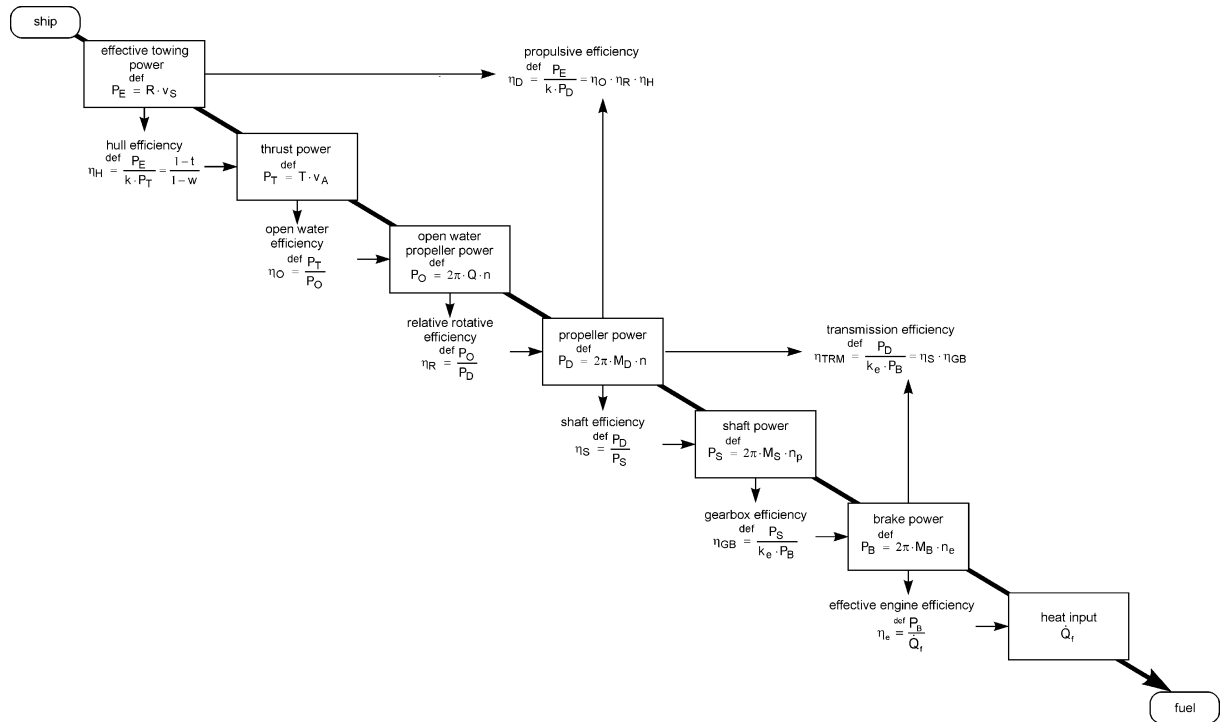 ship
effective towing
power
P_E def= R · v_S
propulsive efficiency
η_D def= P_E / (k · P_D) = η_O · η_R · η_H
hull efficiency
η_H def= P_E / (k · P_T) = (1−t) / (1−w)
thrust power
P_T def= T · v_A
open water
efficiency
η_O def= P_T / P_O
open water
propeller power
P_O def= 2π · Q · n
relative rotative
efficiency
η_R def= P_O / P_D
propeller power
P_D def= 2π · M_D · n
transmission efficiency
η_TRM def= P_D / (k_e · P_B) = η_S · η_GB
shaft efficiency
η_S def= P_D / P_S
shaft power
P_S def= 2π · M_S · n_p
gearbox efficiency
η_GB def= P_S / (k_e · P_B)
brake power
P_B def= 2π · M_B · n_e
effective engine efficiency
η_e def= P_B / Q̇_f
heat input
Q̇_f
fuel